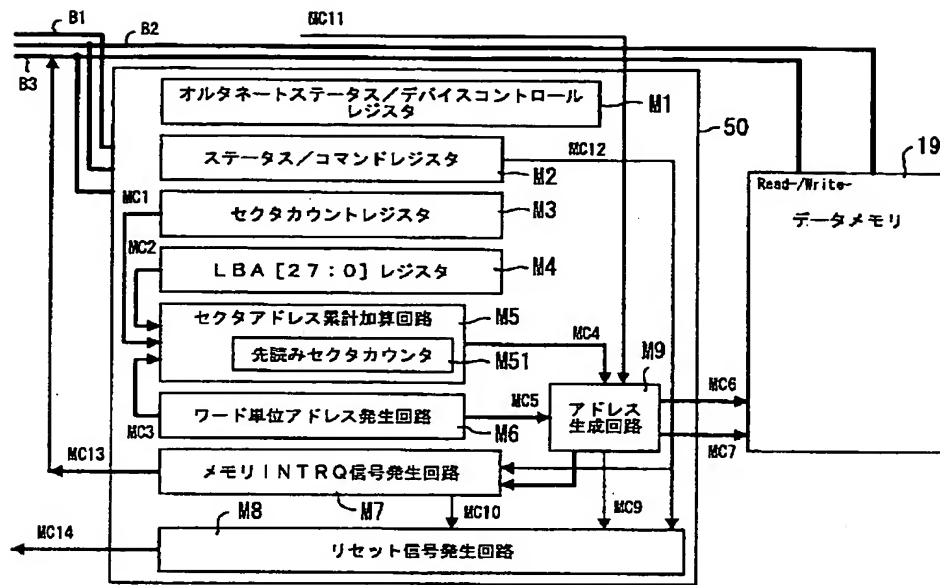 B1
B2
MC11
B3
オルタネートステータス／デバイスコントロール
レジスタ
M1
50
ステータス／コマンドレジスタ
M2
MC12
19
Read-/Write-
データメモリ
MC1
セクタカウントレジスタ
M3
MC2
LBA［27：0］レジスタ
M4
セクタアドレス累計加算回路
M5
先読みセクタカウンタ
M51
MC4
M9
MC3
ワード単位アドレス発生回路
M6
MC5
アドレス
生成回路
MC6
MC7
MC13
メモリINTRQ信号発生回路
M7
M8
MC10
MC9
MC14
リセット信号発生回路